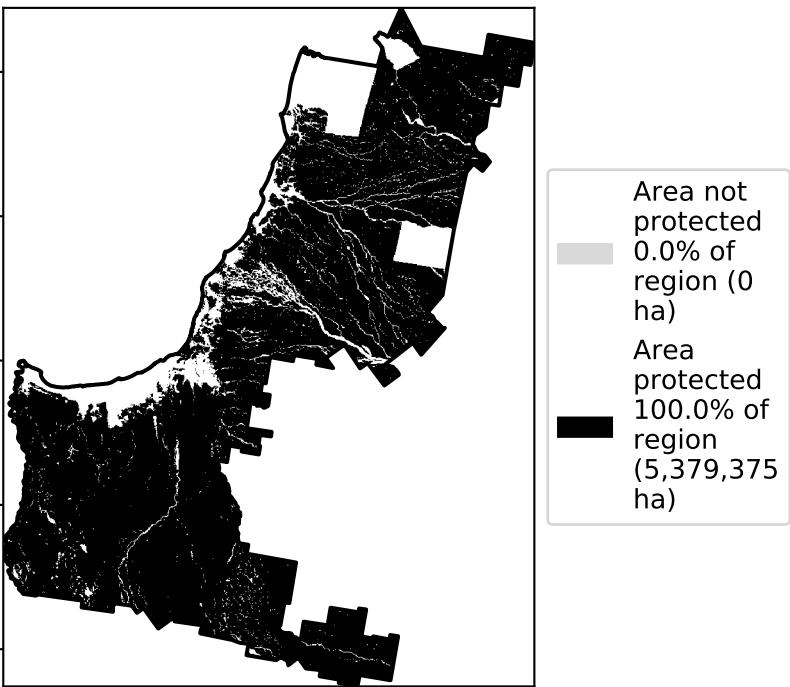 Area not
protected
0.0% of
region (0
ha)
Area
protected
100.0% of
region
(5,379,375
ha)